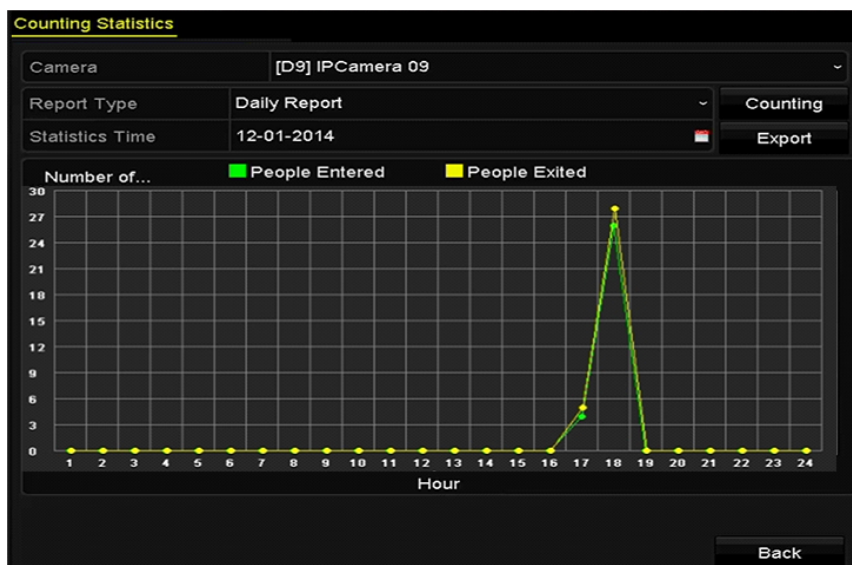 Counting Statistics
Camera [D9] IPCamera 09
Report Type Daily Report Counting
Statistics Time 12-01-2014 Export
Number of... People Entered People Exited
30
27
24
21
18
15
12
9
6
3
0
1 2 3 4 5 6 7 8 9 10 11 12 13 14 15 16 17 18 19 20 21 22 23 24
Hour
Back